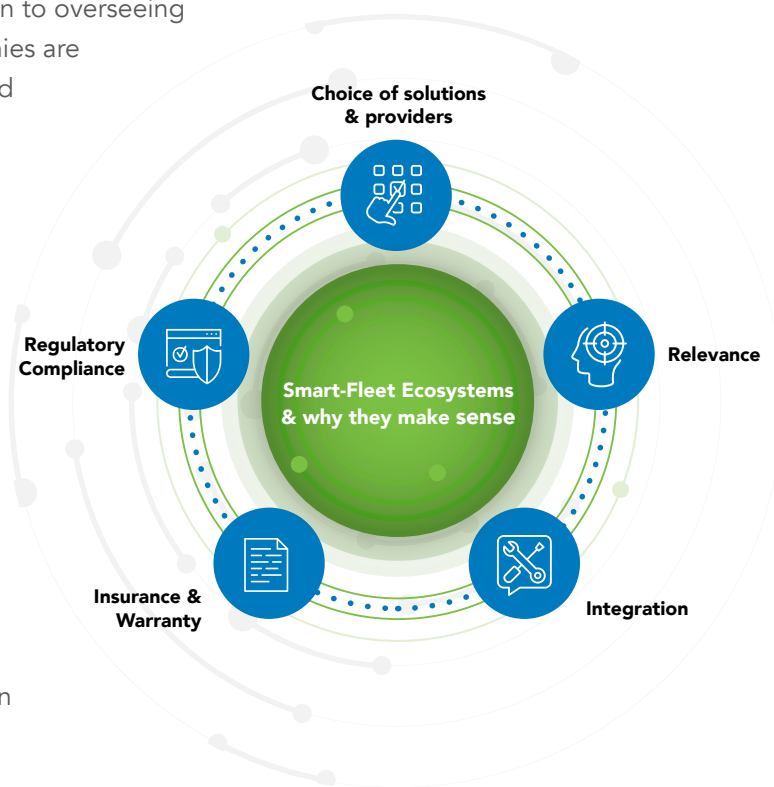 n to overseeing
nies are
d
Choice of solutions
& providers
Regulatory
Compliance
Relevance
Smart-Fleet Ecosystems
& why they make sense
Insurance &
Warranty
Integration
n